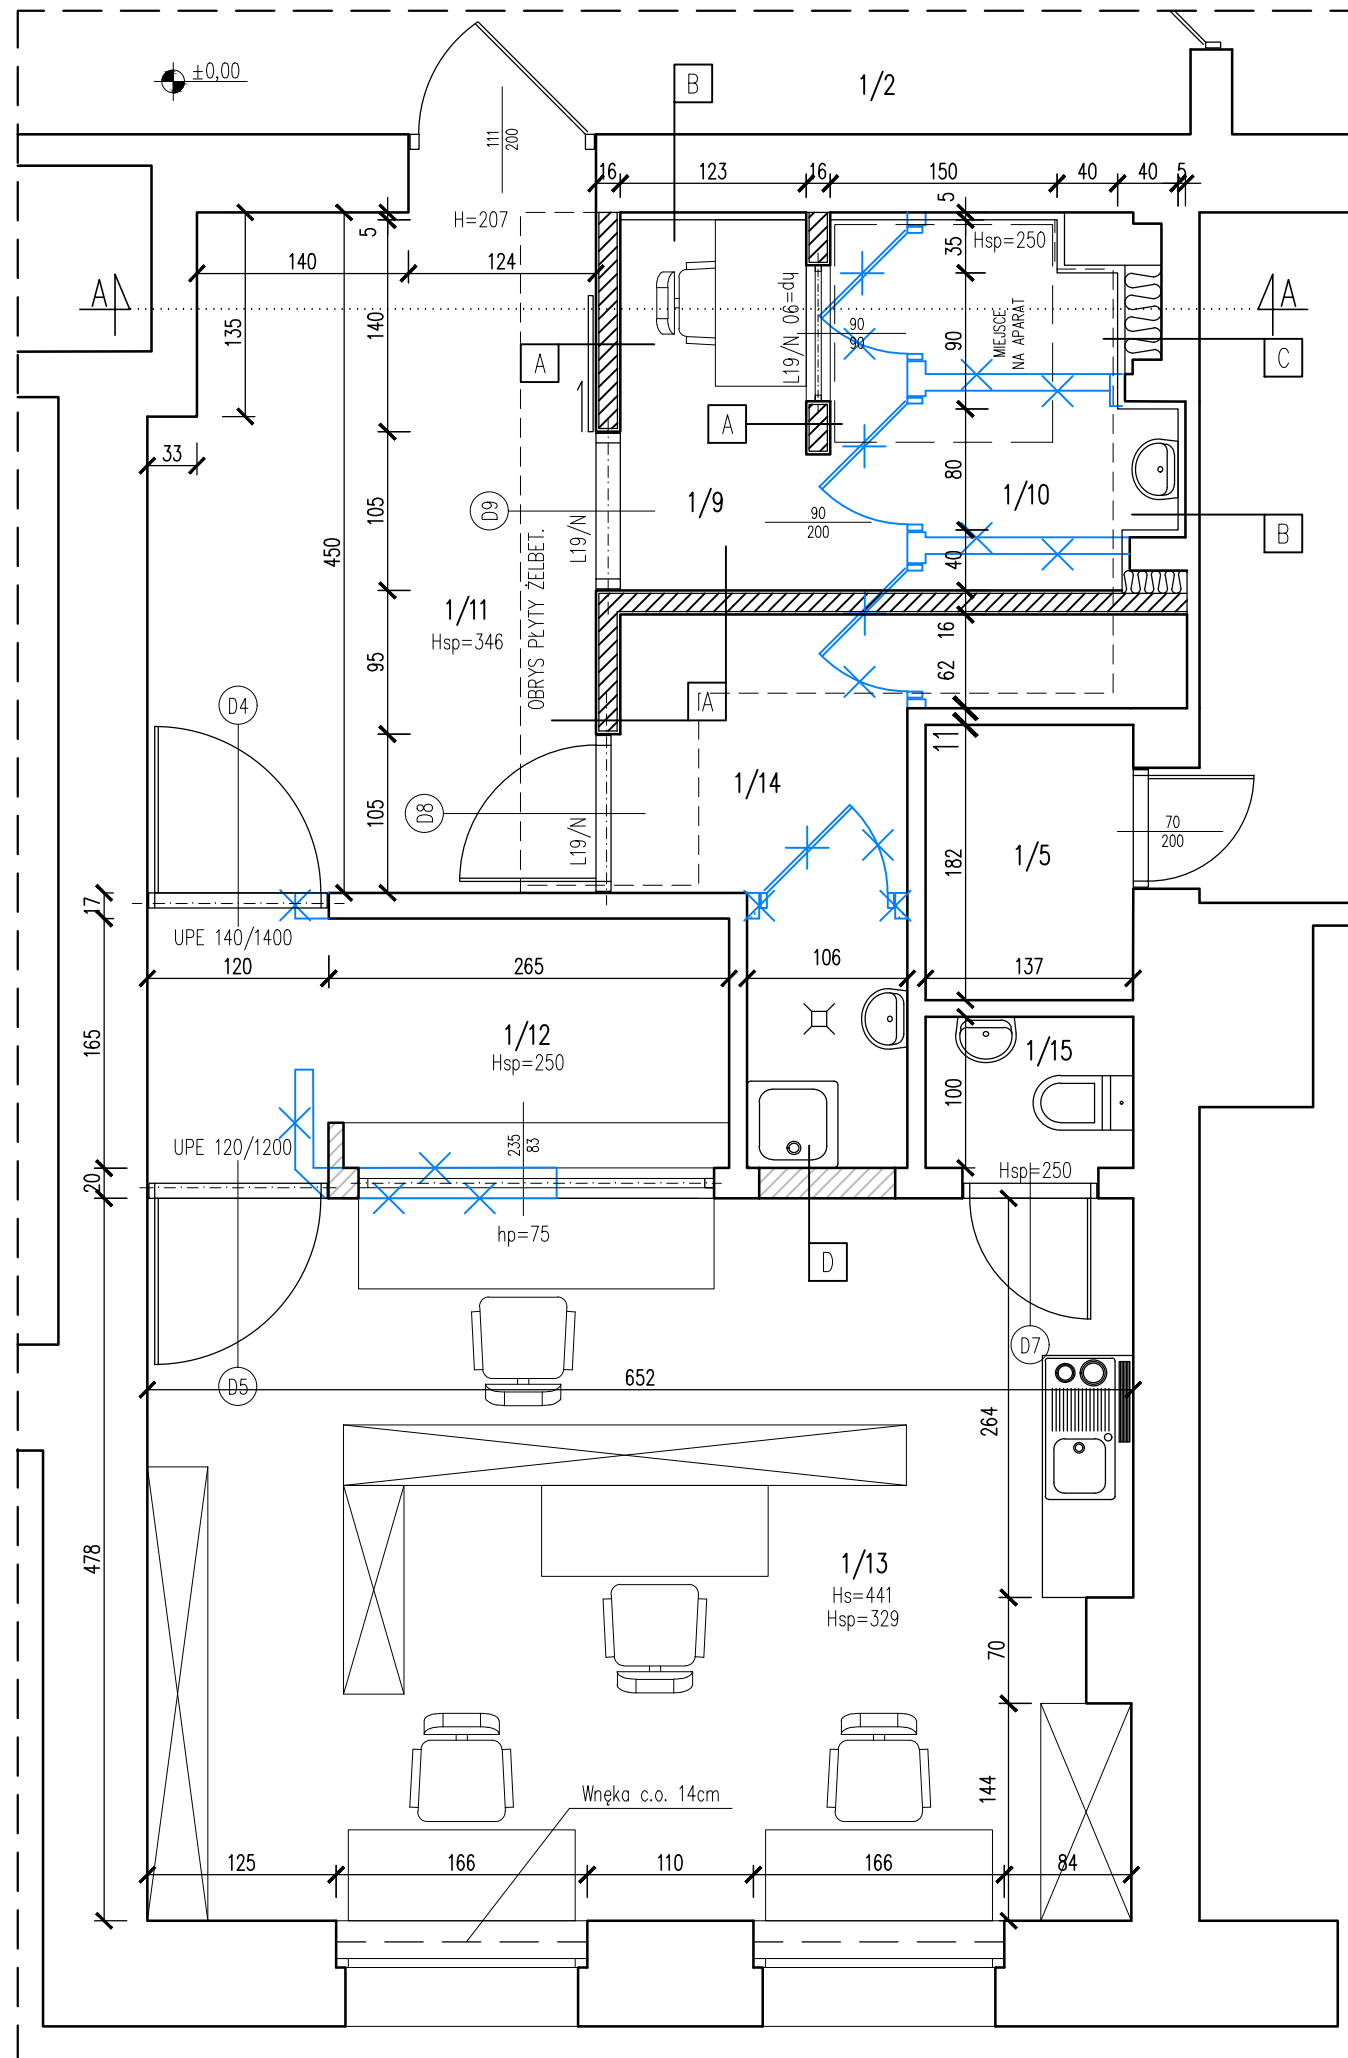 ±0,00
B
1/2
111
200
16
123
16
150
40
40
5
H=207
5
5
35
Hsp=250
140
124
A
A
135
140
L19/N hp=90
90
90
90
MIEJSCE
NA APARAT
A
C
A
33
80
1/9
1/10
105
D9
L19/N
90
200
B
450
40
1/11
Hsp=346
OBRYS PŁYTY ŻELBET.
16
95
62
D4
A
11
1/14
105
D8
L19/N
70
200
1/5
182
17
UPE 140/1400
120
265
106
137
165
1/12
Hsp=250
1/15
100
UPE 120/1200
235
83
Hsp=250
20
hp=75
D
D7
652
D5
264
478
1/13
Hs=441
Hsp=329
70
Wnęka c.o. 14cm
144
125
166
110
166
84